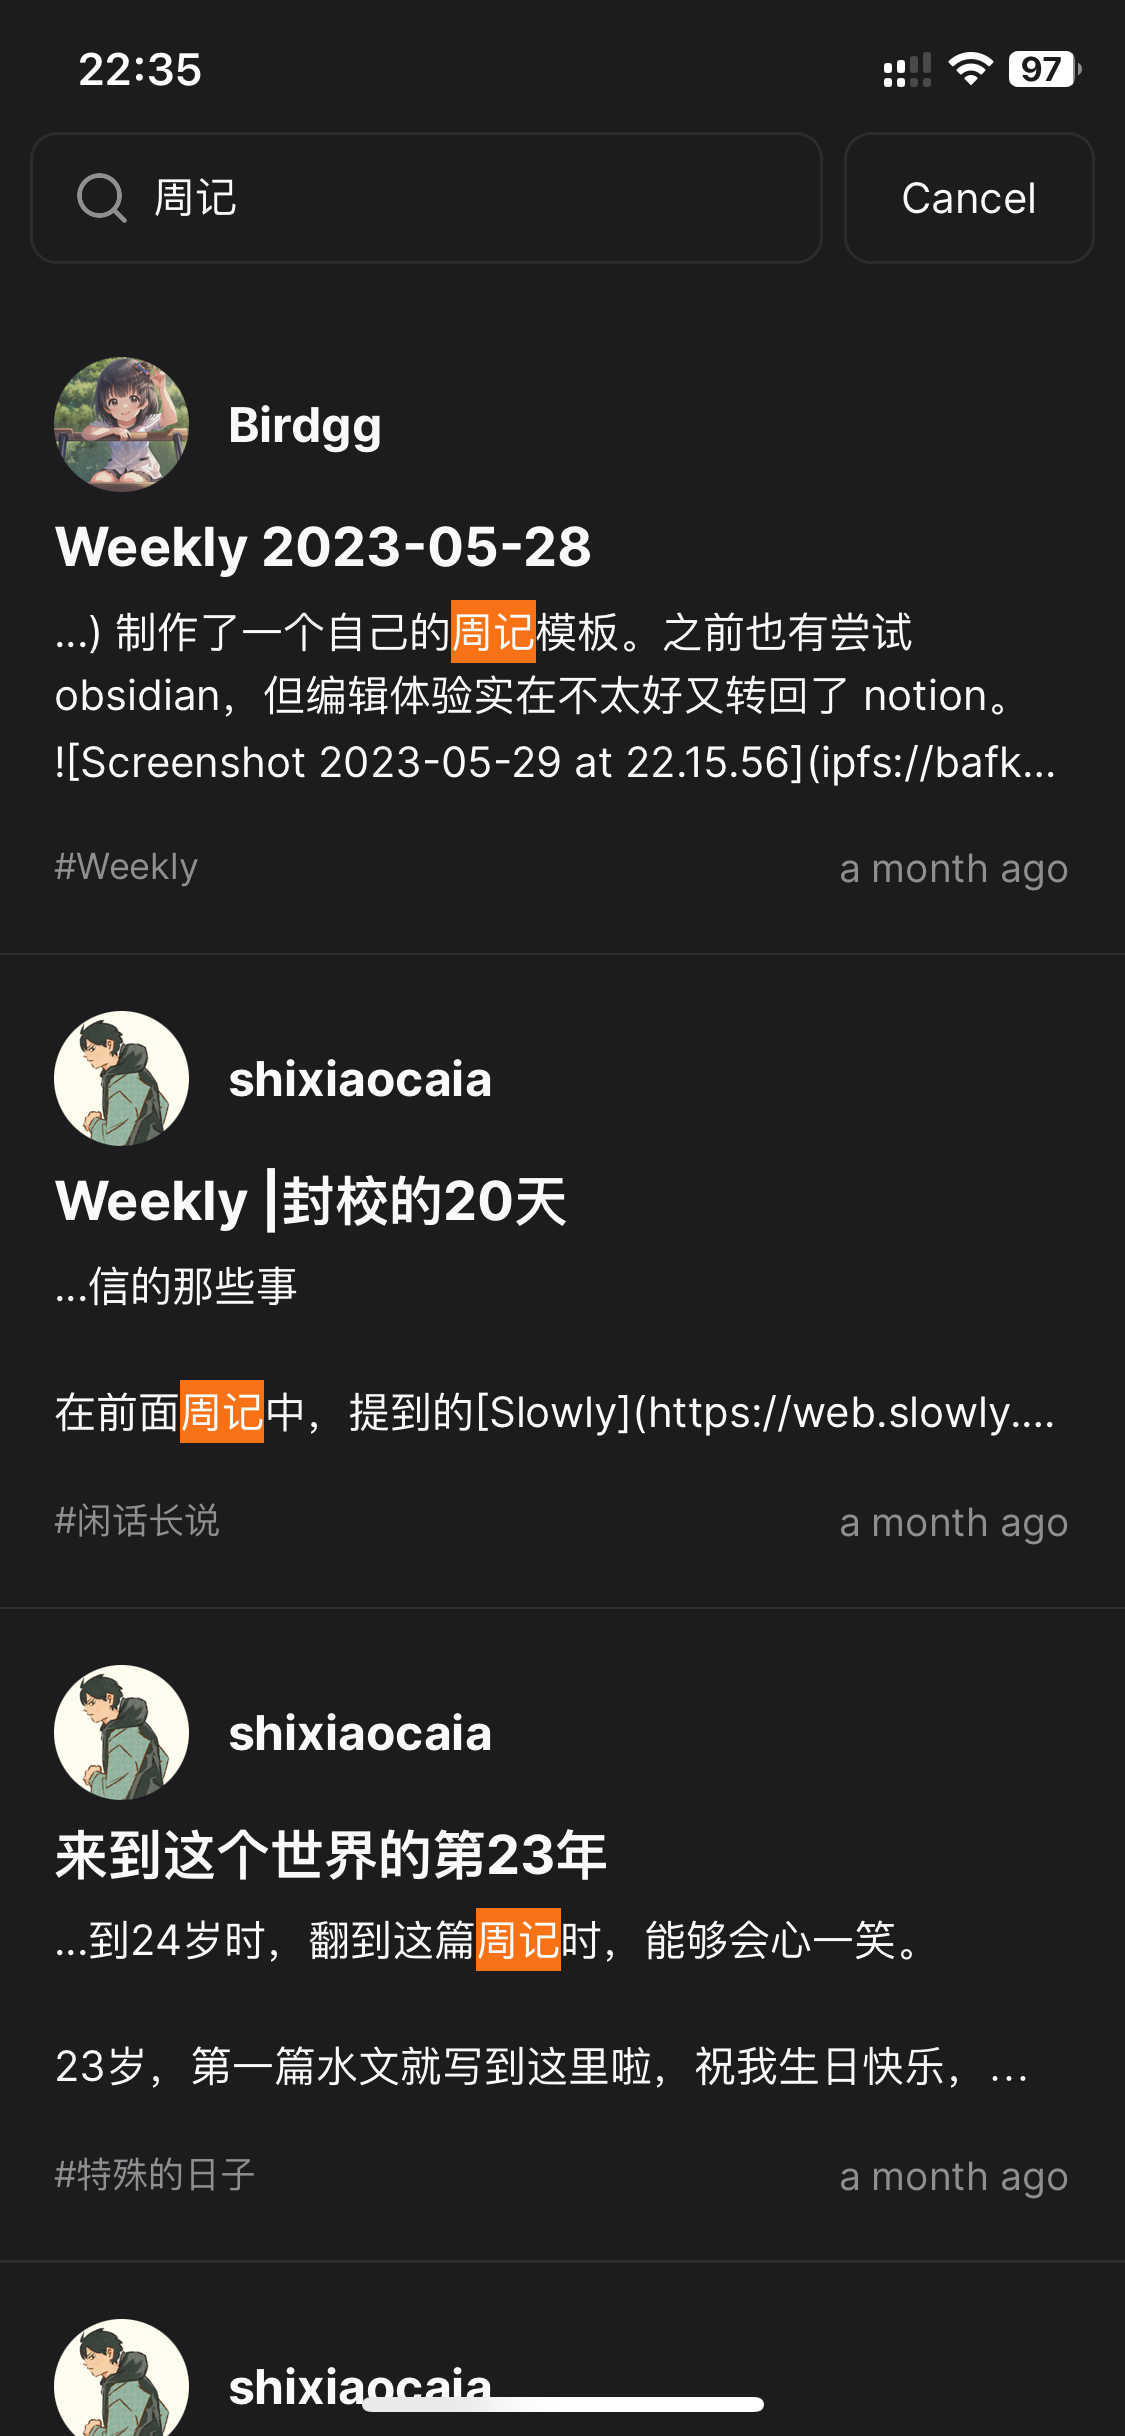 22:35
97
周记
Cancel
Birdgg
Weekly 2023-05-28
...) 制作了一个自己的周记模板。之前也有尝试
obsidian，但编辑体验实在不太好又转回了 notion。
![Screenshot 2023-05-29 at 22.15.56](ipfs://bafk...
#Weekly
a month ago
shixiaocaia
Weekly |封校的20天
...信的那些事
在前面周记中，提到的[Slowly](https://web.slowly....
#闲话长说
a month ago
shixiaocaia
来到这个世界的第23年
...到24岁时，翻到这篇周记时，能够会心一笑。
23岁，第一篇水文就写到这里啦，祝我生日快乐，...
#特殊的日子
a month ago
shixiaocaia